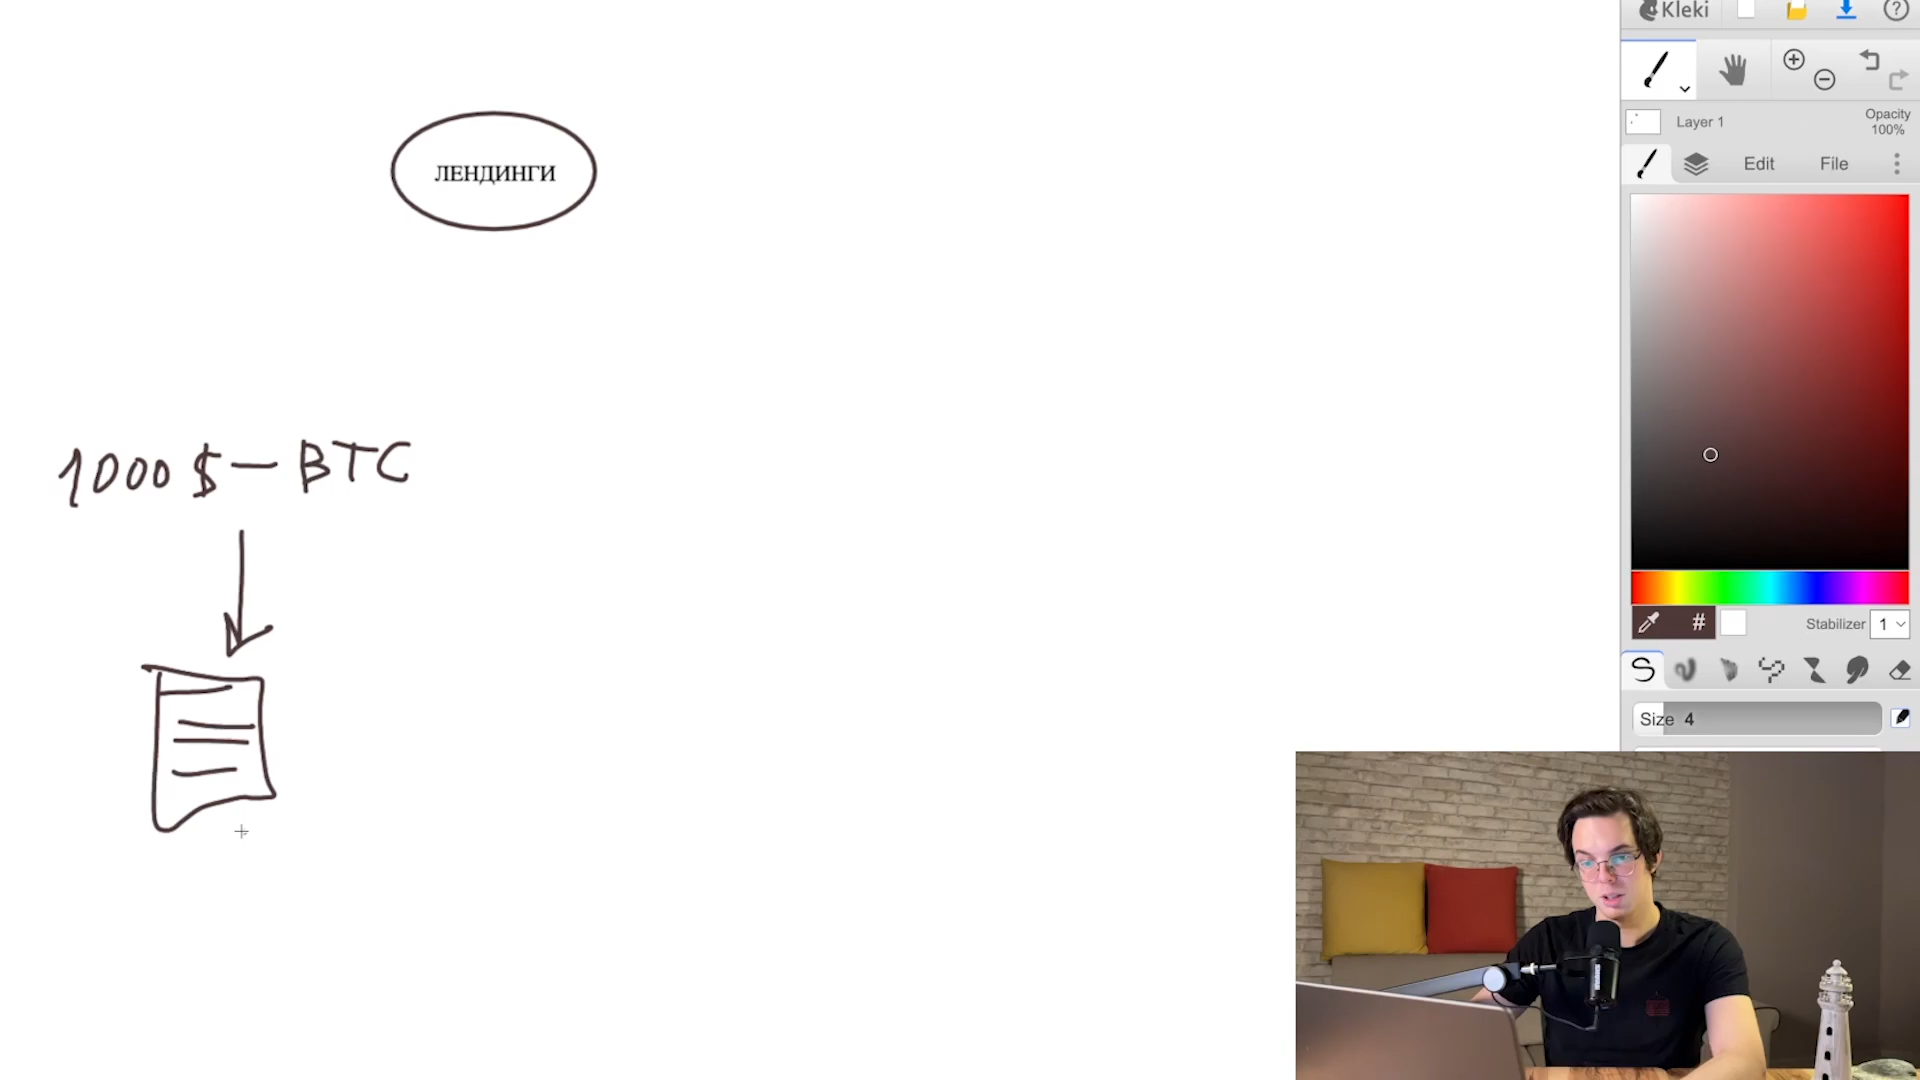 Kleki
Layer 1
Opacity
100%
Edit
File
ЛЕНДИНГИ
1000 $ — BTC
#
Stabilizer 1
Size 4